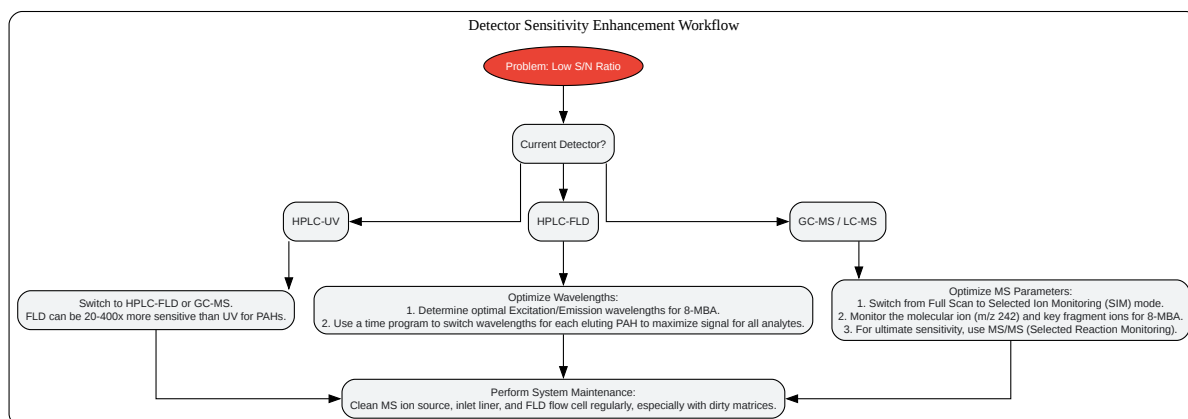 Detector Sensitivity Enhancement Workflow
Problem: Low S/N Ratio
Current Detector?
HPLC-UV
HPLC-FLD
GC-MS / LC-MS
Switch to HPLC-FLD or GC-MS.
FLD can be 20-400x more sensitive than UV for PAHs.
Optimize Wavelengths:
1. Determine optimal Excitation/Emission wavelengths for 8-MBA.
2. Use a time program to switch wavelengths for each eluting PAH to maximize signal for all analytes.
Optimize MS Parameters:
1. Switch from Full Scan to Selected Ion Monitoring (SIM) mode.
2. Monitor the molecular ion (m/z 242) and key fragment ions for 8-MBA.
3. For ultimate sensitivity, use MS/MS (Selected Reaction Monitoring).
Perform System Maintenance:
Clean MS ion source, inlet liner, and FLD flow cell regularly, especially with dirty matrices.